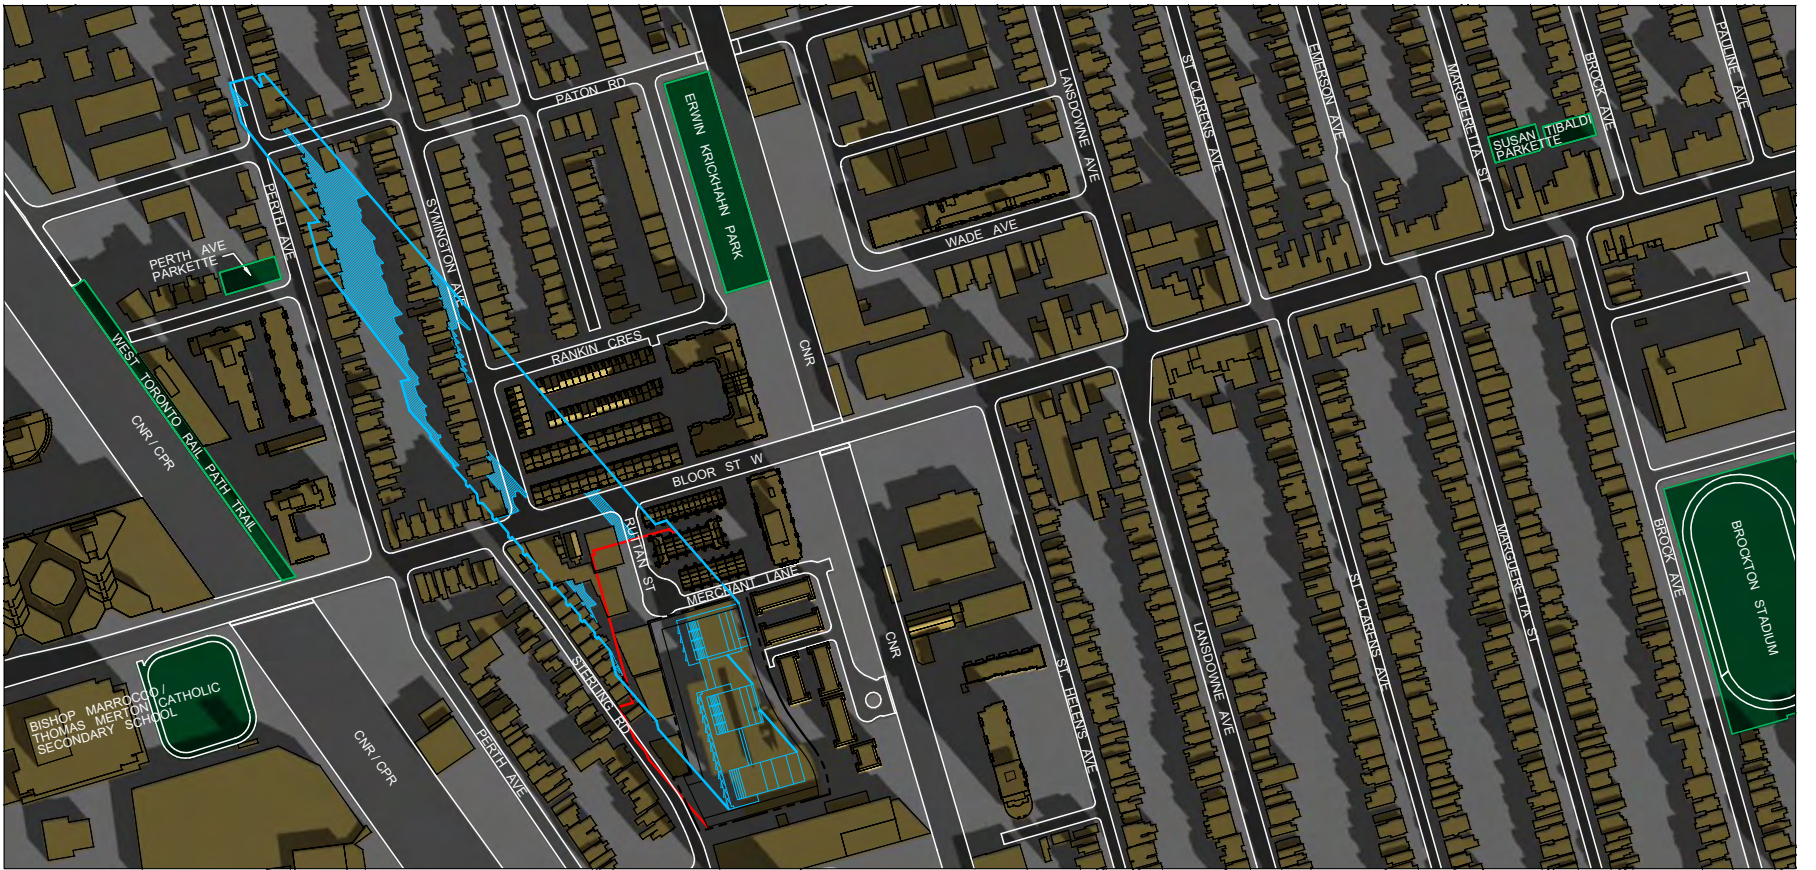 PATON RD
ERWIN KRICKHAHN PARK
LANSDOWNE AVE
ST CLARENS AVE
EMERSON AVE
MARGUERETTA ST
BROCK AVE
PAULINE AVE
SUSAN TIBALDI
PARKETTE
PERTH AVE
SYMINGTON AVE
PERTH AVE
PARKETTE
WADE AVE
WEST TORONTO RAIL PATH TRAIL
CNR / CPR
RANKIN CRES
CNR
BLOOR ST W
RUTTAN ST
MERCHANT LANE
STERLING RD
CNR
ST HELENS AVE
LANSDOWNE AVE
ST CLARENS AVE
MARGUERETTA ST
BROCK AVE
BROCKTON STADIUM
BISHOP MARROCCO /
THOMAS MERTON CATHOLIC
SECONDARY SCHOOL
CNR / CPR
PERTH AVE